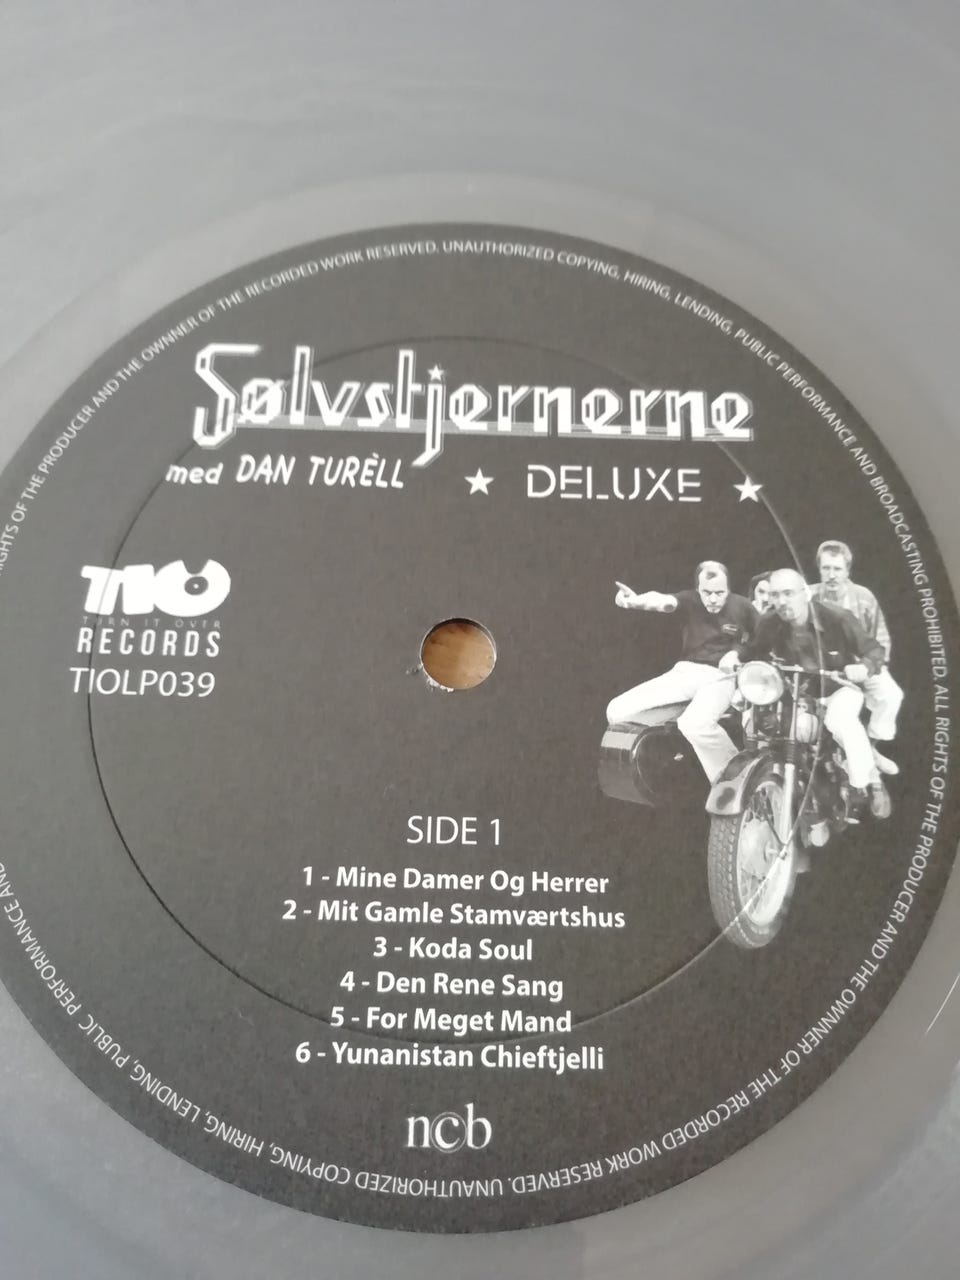 RIGHTS OF THE PRODUCER AND THE OWNNER OF THE RECORDED WORK RESERVED. UNAUTHORIZED COPYING, HIRING, LENDING, PUBLIC PERFORMANCE AND BROADCASTING PROHIBITED. ALL RIGHTS OF THE PRODUCER AND THE OWNNER OF THE RECORDED WORK RESERVED. UNAUTHORIZED COPYING, HIRING, LENDING, PUBLIC PERFORMANCE AND
Sølvstjernerne
med DAN TURÈLL ★ DELUXE ★
TIO
TURN IT OVER
RECORDS
TIOLP039
SIDE 1
1 - Mine Damer Og Herrer
2 - Mit Gamle Stamværtshus
3 - Koda Soul
4 - Den Rene Sang
5 - For Meget Mand
6 - Yunanistan Chieftjelli
ncb